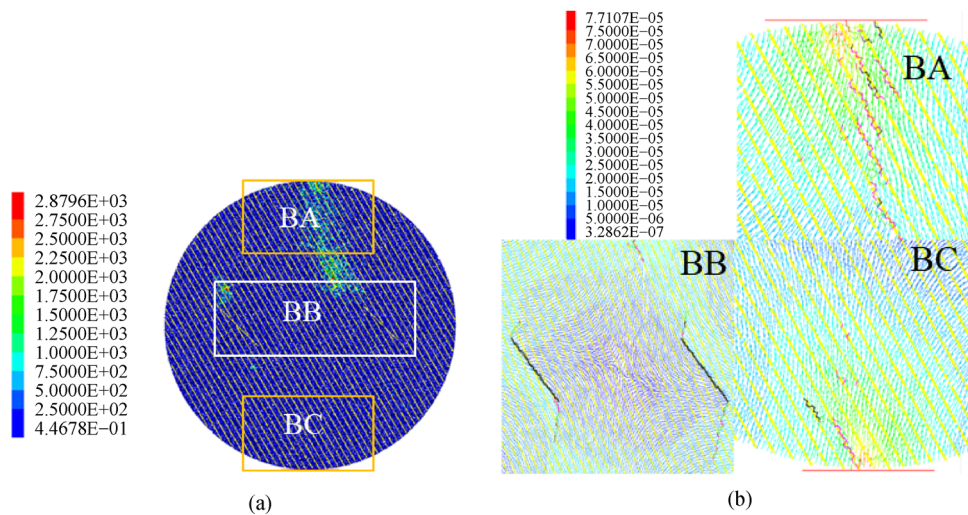 2.8796E+03
2.7500E+03
2.5000E+03
2.2500E+03
2.0000E+03
1.7500E+03
1.5000E+03
1.2500E+03
1.0000E+03
7.5000E+02
5.0000E+02
2.5000E+02
4.4678E−01
BA
BB
BC
(a)
7.7107E−05
7.5000E−05
7.0000E−05
6.5000E−05
6.0000E−05
5.5000E−05
5.0000E−05
4.5000E−05
4.0000E−05
3.5000E−05
3.0000E−05
2.5000E−05
2.0000E−05
1.5000E−05
1.0000E−05
5.0000E−06
3.2862E−07
BA
BB
BC
(b)